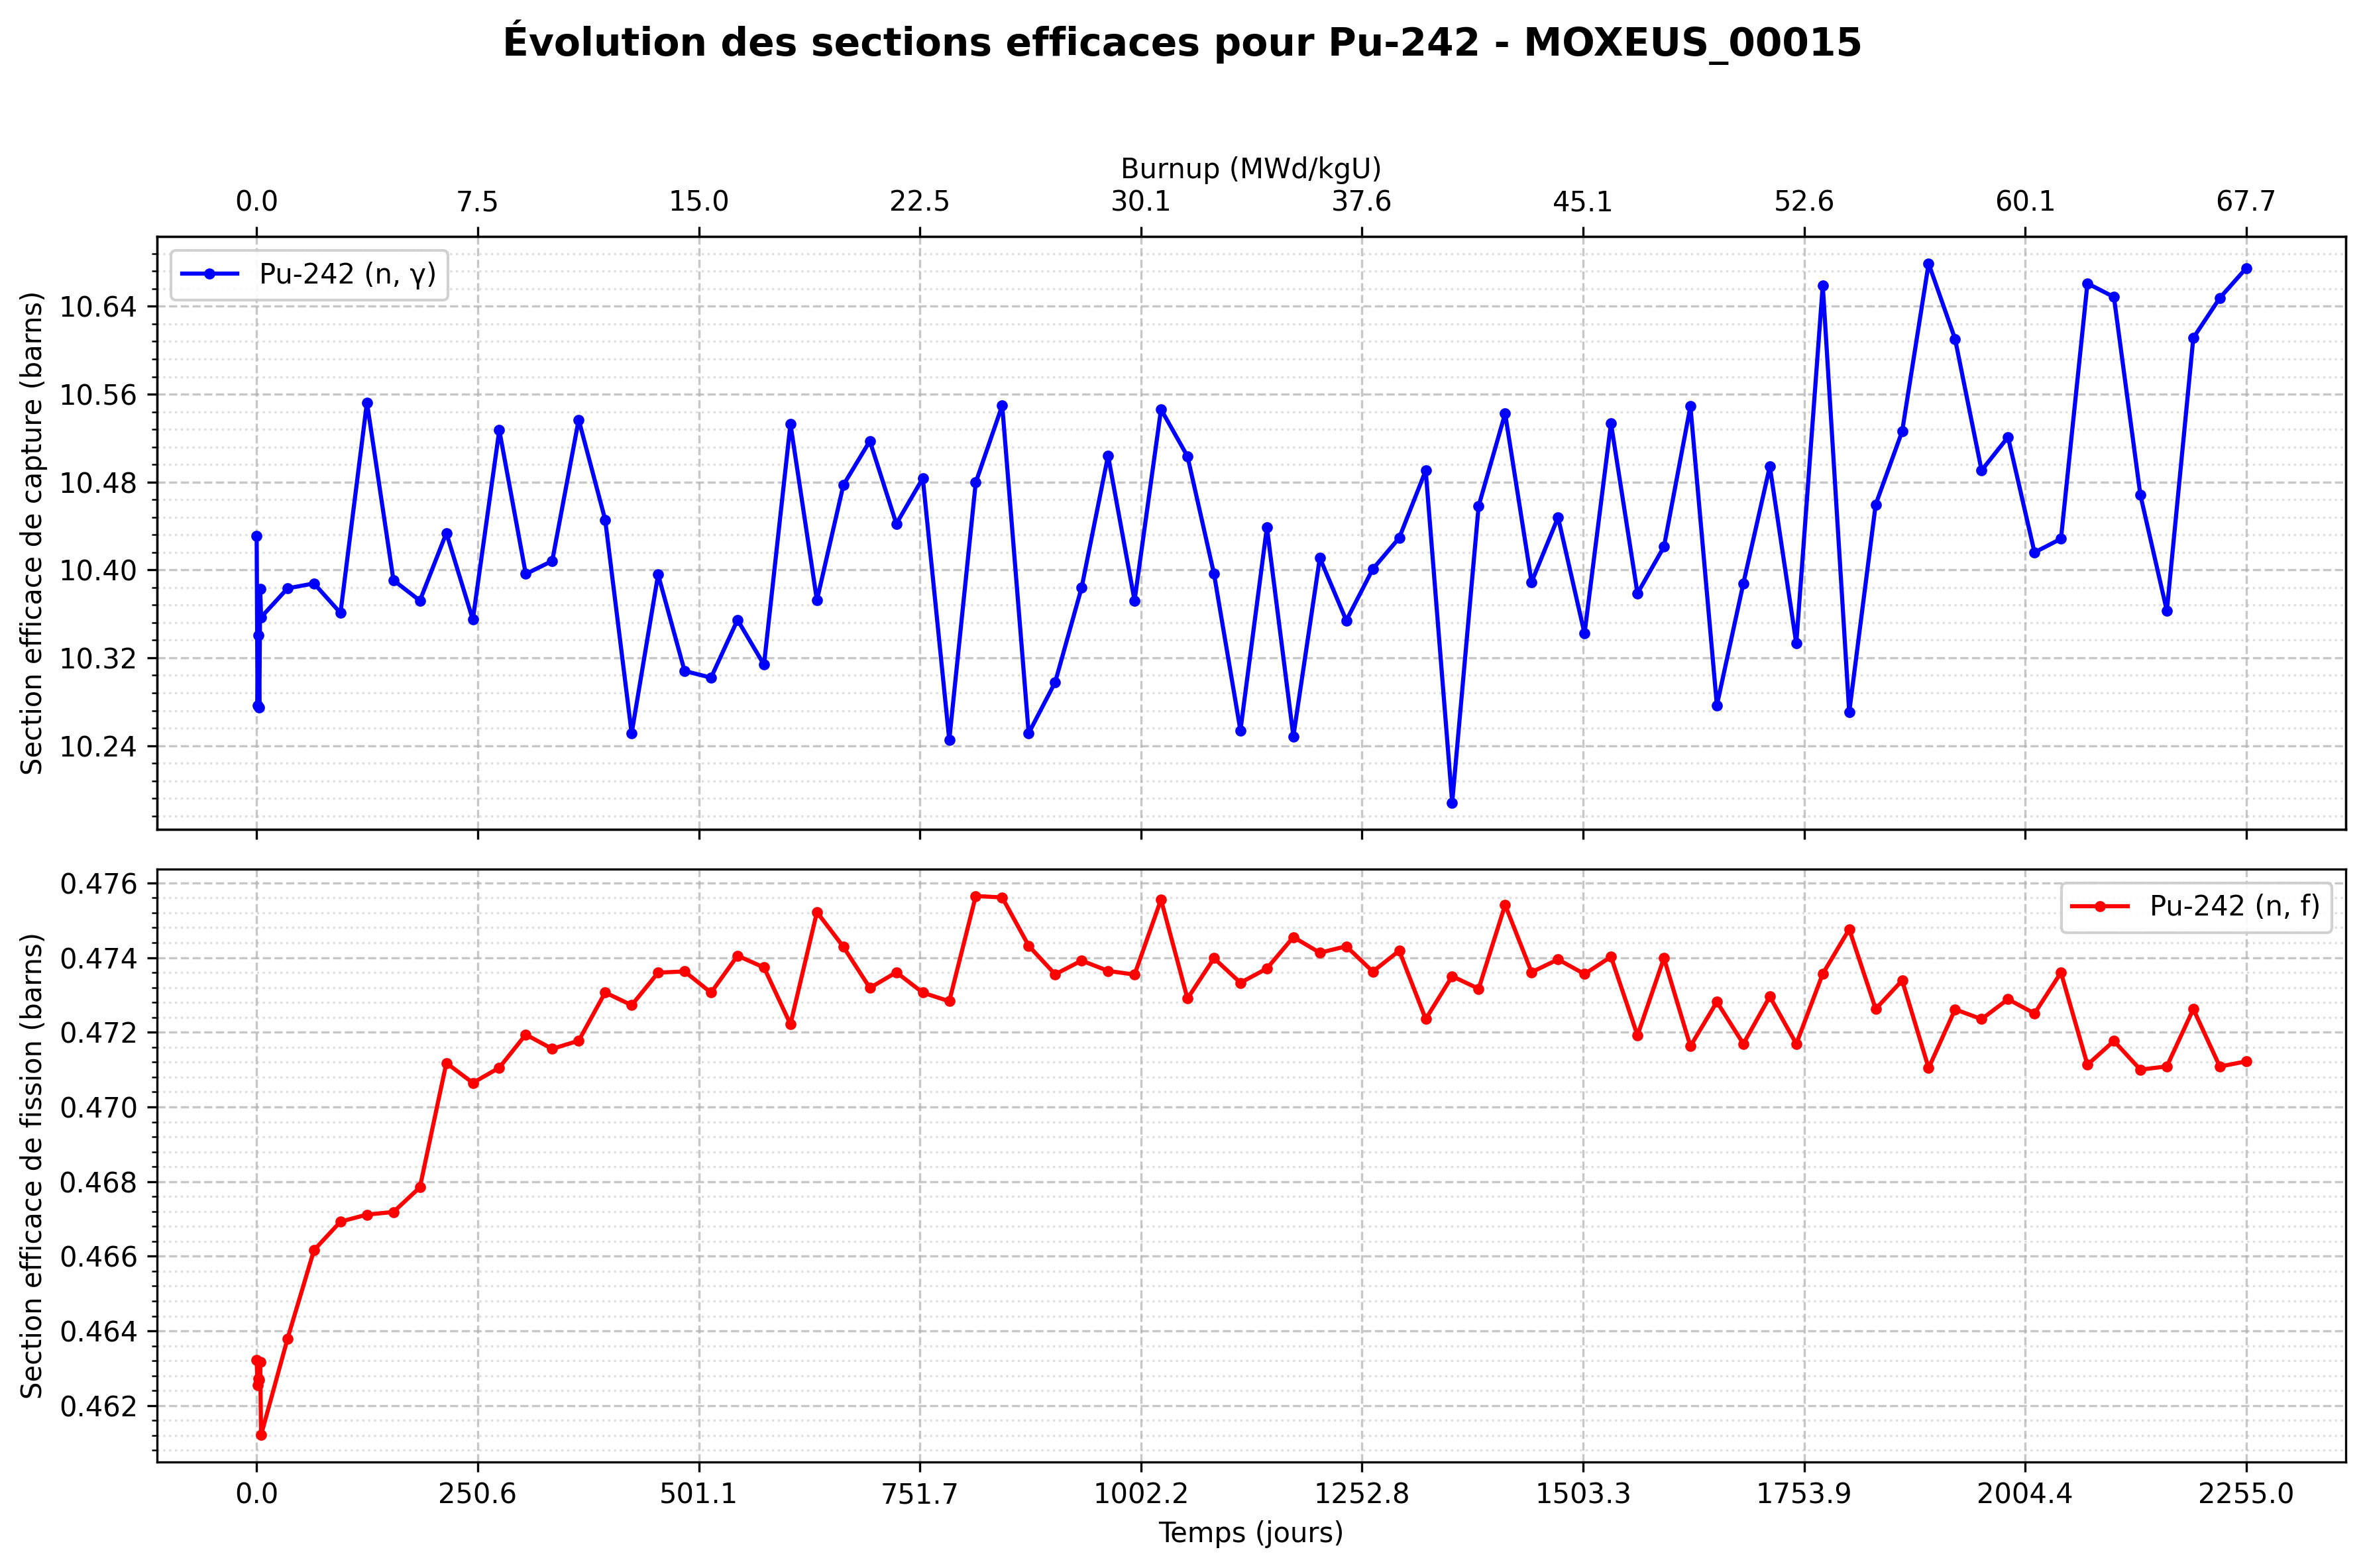 Évolution des sections efficaces pour Pu-242 - MOXEUS_00015
Burnup (MWd/kgU)
0.0 7.5 15.0 22.5 30.1 37.6 45.1 52.6 60.1 67.7
Pu-242 (n, γ)
Section efficace de capture (barns)
10.64
10.56
10.48
10.40
10.32
10.24
Pu-242 (n, f)
Section efficace de fission (barns)
0.476
0.474
0.472
0.470
0.468
0.466
0.464
0.462
0.0 250.6 501.1 751.7 1002.2 1252.8 1503.3 1753.9 2004.4 2255.0
Temps (jours)